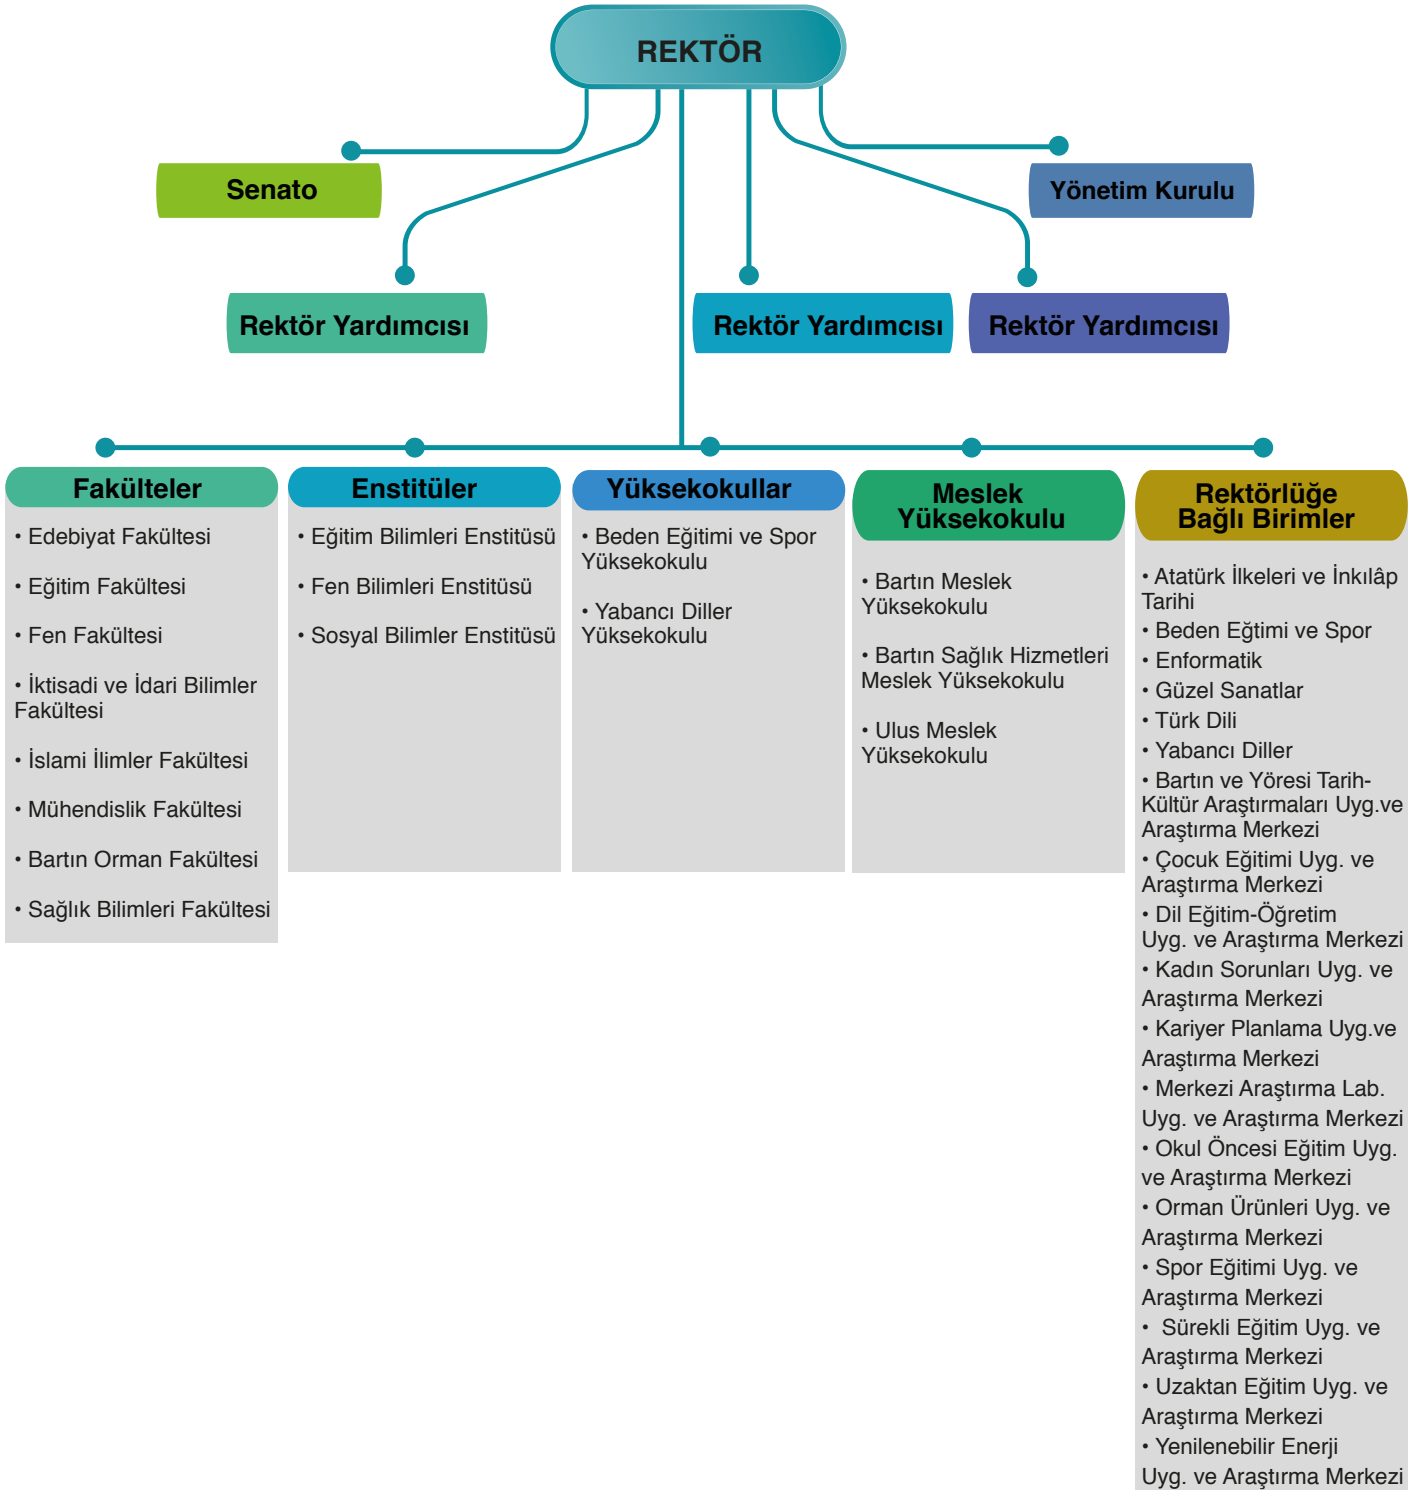 REKTÖR
Senato
Yönetim Kurulu
Rektör Yardımcısı
Rektör Yardımcısı
Rektör Yardımcısı
Fakülteler
• Edebiyat Fakültesi
• Eğitim Fakültesi
• Fen Fakültesi
• İktisadi ve İdari Bilimler
Fakültesi
• İslami İlimler Fakültesi
• Mühendislik Fakültesi
• Bartın Orman Fakültesi
• Sağlık Bilimleri Fakültesi
Enstitüler
• Eğitim Bilimleri Enstitüsü
• Fen Bilimleri Enstitüsü
• Sosyal Bilimler Enstitüsü
Yüksekokullar
• Beden Eğitimi ve Spor
Yüksekokulu
• Yabancı Diller
Yüksekokulu
Meslek
Yüksekokulu
• Bartın Meslek
Yüksekokulu
• Bartın Sağlık Hizmetleri
Meslek Yüksekokulu
• Ulus Meslek
Yüksekokulu
Rektörlüğe
Bağlı Birimler
• Atatürk İlkeleri ve İnkılâp
Tarihi
• Beden Eğtimi ve Spor
• Enformatik
• Güzel Sanatlar
• Türk Dili
• Yabancı Diller
• Bartın ve Yöresi Tarih-
Kültür Araştırmaları Uyg.ve
Araştırma Merkezi
• Çocuk Eğitimi Uyg. ve
Araştırma Merkezi
• Dil Eğitim-Öğretim
Uyg. ve Araştırma Merkezi
• Kadın Sorunları Uyg. ve
Araştırma Merkezi
• Kariyer Planlama Uyg.ve
Araştırma Merkezi
• Merkezi Araştırma Lab.
Uyg. ve Araştırma Merkezi
• Okul Öncesi Eğitim Uyg.
ve Araştırma Merkezi
• Orman Ürünleri Uyg. ve
Araştırma Merkezi
• Spor Eğitimi Uyg. ve
Araştırma Merkezi
• Sürekli Eğitim Uyg. ve
Araştırma Merkezi
• Uzaktan Eğitim Uyg. ve
Araştırma Merkezi
• Yenilenebilir Enerji
Uyg. ve Araştırma Merkezi